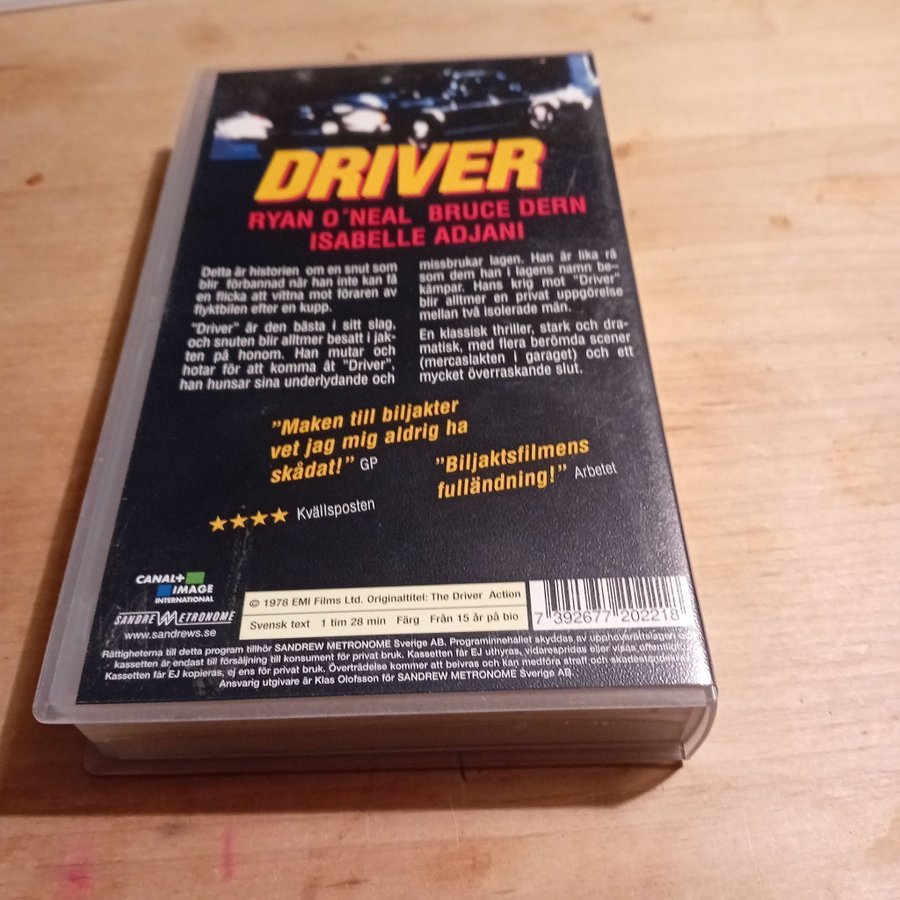 DRIVER
RYAN O'NEAL BRUCE DERN
ISABELLE ADJANI
Detta är historien om en snut som
blir förbannad når han inte kan få
en flicka att vittna mot föraren av
flyktbilen efter en kupp.
"Driver" är den bästa i sitt slag,
och snuten blir alltmer besatt i jak-
ten på honom. Han mutar och
hotar för att komma åt "Driver",
han hunsar sina underlydande och
missbrukar lagen. Han är lika rå
som dem han i lagens namn be-
kämpar. Hans krig mot "Driver"
blir alltmer en privat uppgörelse
mellan två isolerade män.
En klassisk thriller, stark och dra-
matisk, med flera berömda scener
(mercaslakten i garaget) och ett
mycket överraskande slut.
"Maken till biljakter
vet jag mig aldrig ha
skådat!" GP
"Biljaktsfilmens
fulländning!" Arbetet
★★★★ Kvällsposten
CANAL+
IMAGE
INTERNATIONAL
SANDREW METRONOME
www.sandrews.se
© 1978 EMI Films Ltd. Originaltitel: The Driver Action
Svensk text 1 tim 28 min Färg Från 15 år på bio
7 392677 202218
Rättigheterna till detta program tillhör SANDREW METRONOME Sverige AB. Programinnehållet skyddas av upphovsrättslagen
kassetten är endast till försäljning till konsument för privat bruk. Kassetten får EJ uthyras, vidarespridas eller visas offentligt.
Kassetten får EJ kopieras, ej ens för privat bruk. Överträdelse kommer att beivras och kan medföra straff och skadestånd
Ansvarig utgivare är Klas Olofsson för SANDREW METRONOME Sverige AB.